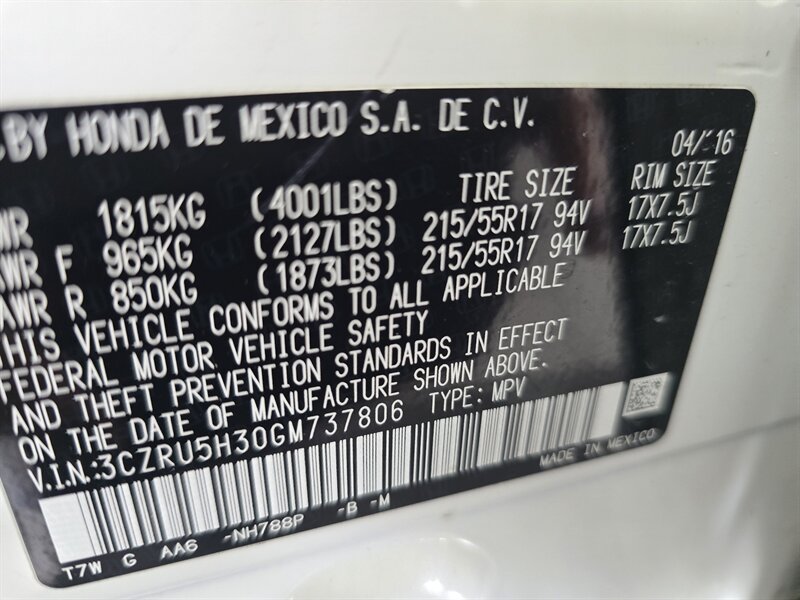 BY HONDA DE MEXICO S.A. DE C.V. 04/16
WR 1815KG (4001LBS) TIRE SIZE RIM SIZE
AWR F 965KG (2127LBS) 215/55R17 94V 17X7.5J
AWR R 850KG (1873LBS) 215/55R17 94V 17X7.5J
THIS VEHICLE CONFORMS TO ALL APPLICABLE
FEDERAL MOTOR VEHICLE SAFETY
AND THEFT PREVENTION STANDARDS IN EFFECT
ON THE DATE OF MANUFACTURE SHOWN ABOVE.
V.I.N.:3CZRU5H30GM737806 TYPE: MPV
MADE IN MEXICO
T7W G AA6 -NH788P -B -M